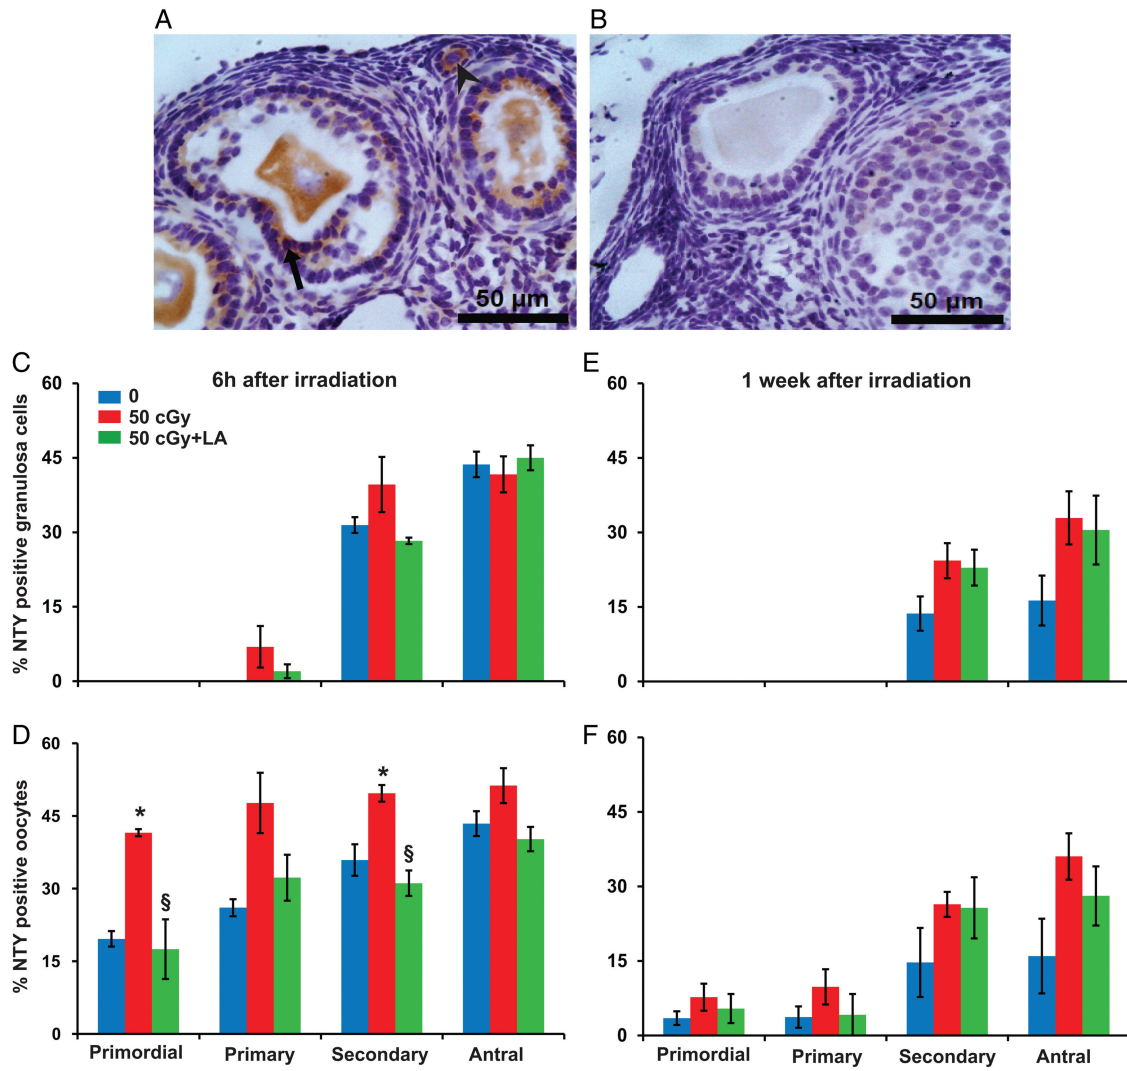 A
B
50 µm
50 µm
C
6h after irradiation
E
1 week after irradiation
% NTY positive granulosa cells
60
45
30
15
0
0
50 cGy
50 cGy+LA
60
45
30
15
0
D
F
% NTY positive oocytes
60
45
30
15
0
*
§
*
§
Primordial
Primary
Secondary
Antral
60
45
30
15
0
Primordial
Primary
Secondary
Antral